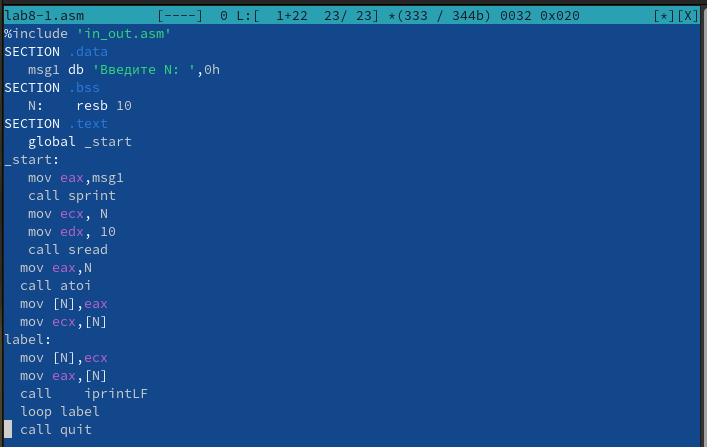 lab8-1.asm [----] 0 L:[ 1+22 23/ 23] *(333 / 344b) 0032 0x020 [*][X]
%include 'in_out.asm'
SECTION .data
msg1 db 'Введите N: ',0h
SECTION .bss
N: resb 10
SECTION .text
global _start
_start:
mov eax,msg1
call sprint
mov ecx, N
mov edx, 10
call sread
mov eax,N
call atoi
mov [N],eax
mov ecx,[N]
label:
mov [N],ecx
mov eax,[N]
call iprintLF
loop label
call quit